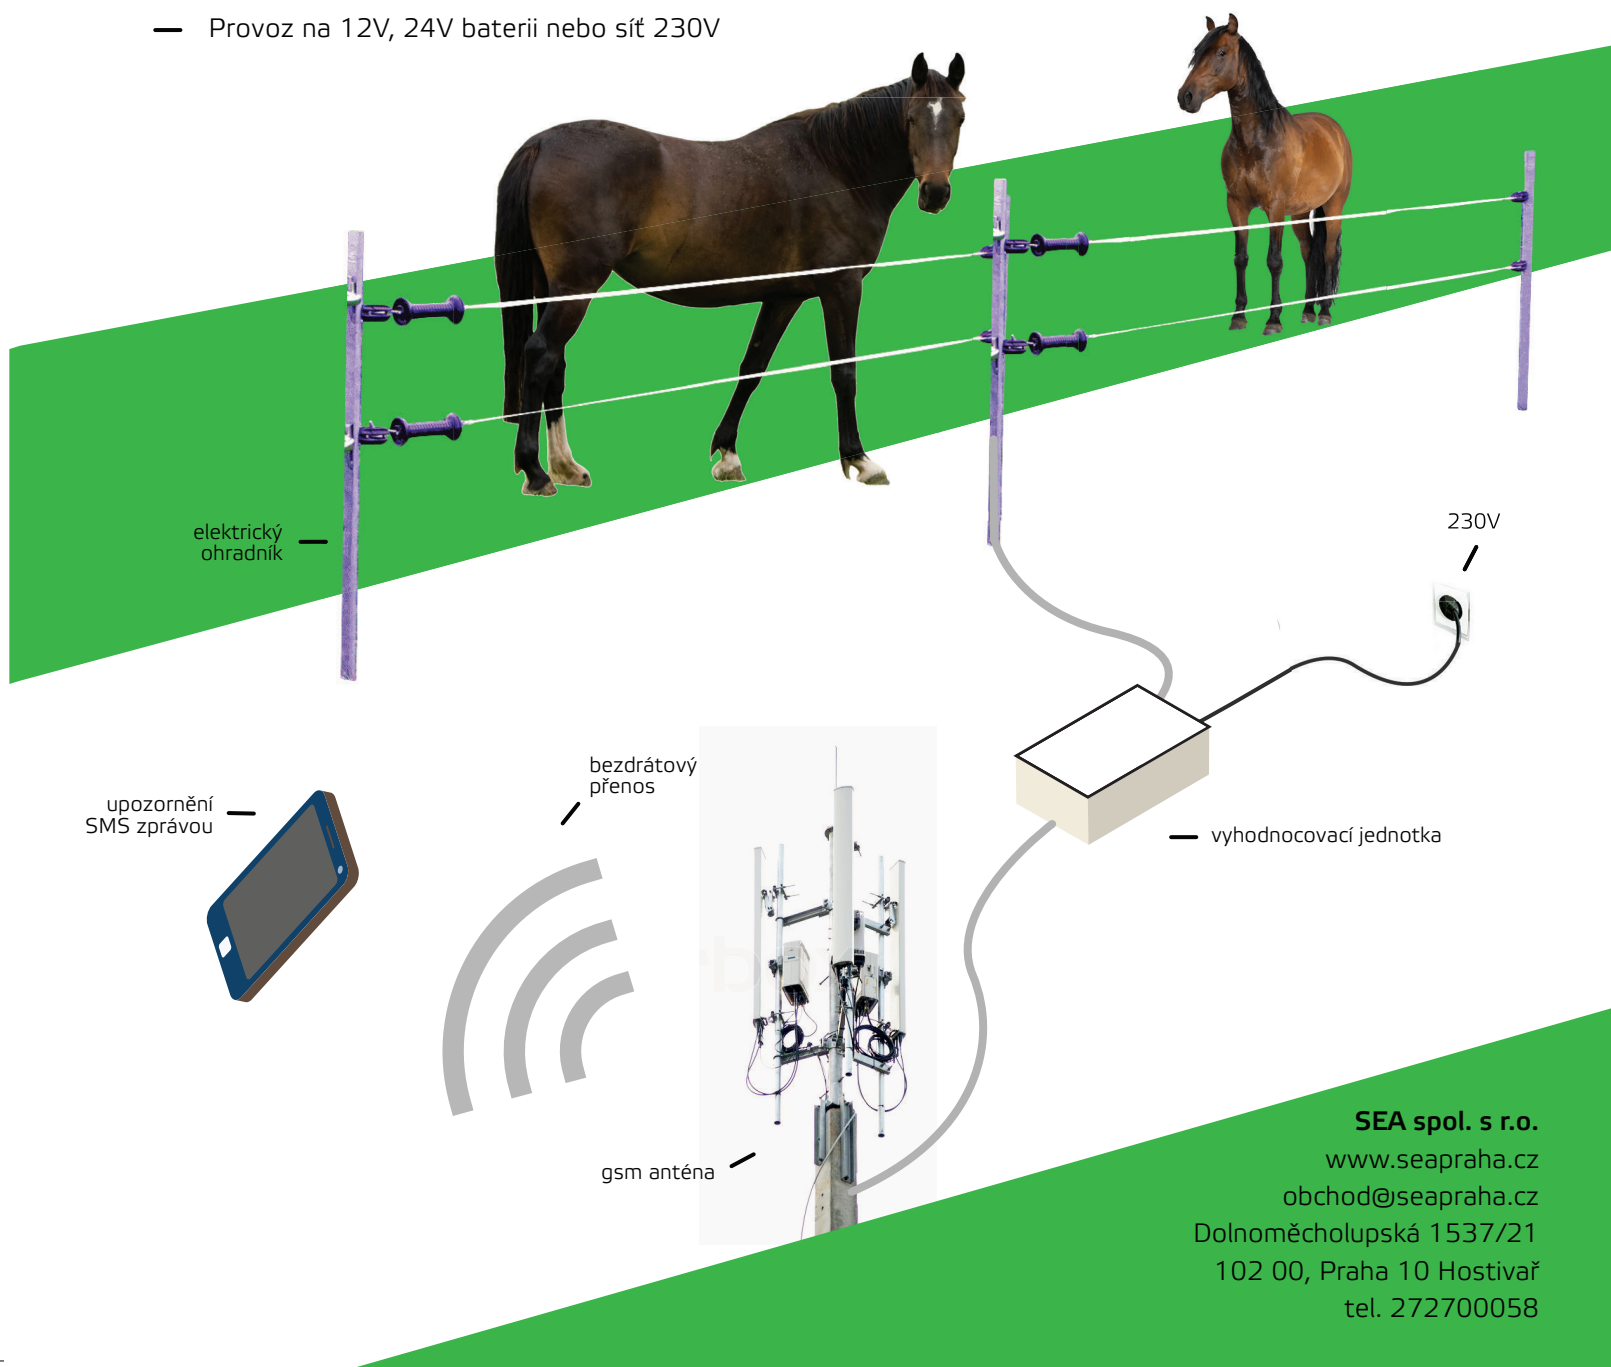 — Provoz na 12V, 24V baterii nebo síť 230V
elektrický
ohradník
230V
bezdrátový
přenos
upozornění
SMS zprávou
vyhodnocovací jednotka
gsm anténa
SEA spol. s r.o.
www.seapraha.cz
obchod@seapraha.cz
Dolnoměcholupská 1537/21
102 00, Praha 10 Hostivař
tel. 272700058